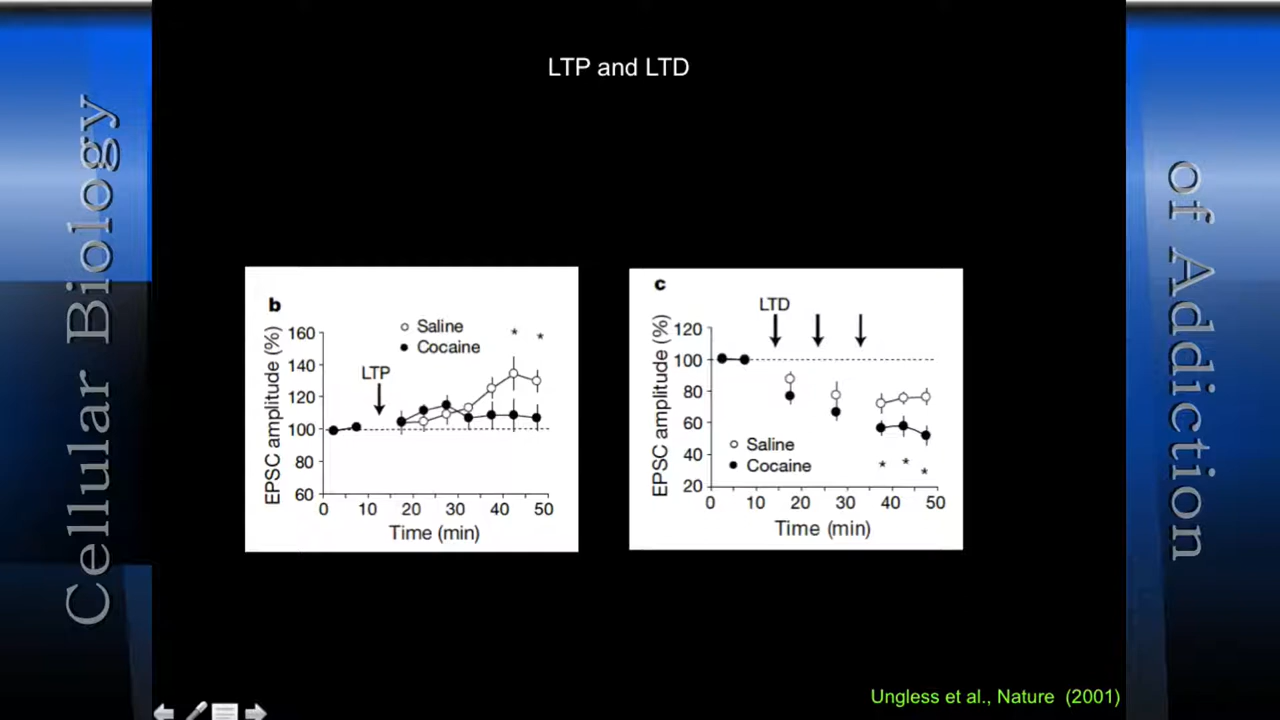 LTP and LTD
Cellular Biology
of Addiction
b
Saline
Cocaine
LTP
* *
EPSC amplitude (%)
160
140
120
100
80
60
0 10 20 30 40 50
Time (min)
c
LTD
EPSC amplitude (%)
120
100
80
60
40
20
Saline
Cocaine
* * *
0 10 20 30 40 50
Time (min)
Ungless et al., Nature (2001)